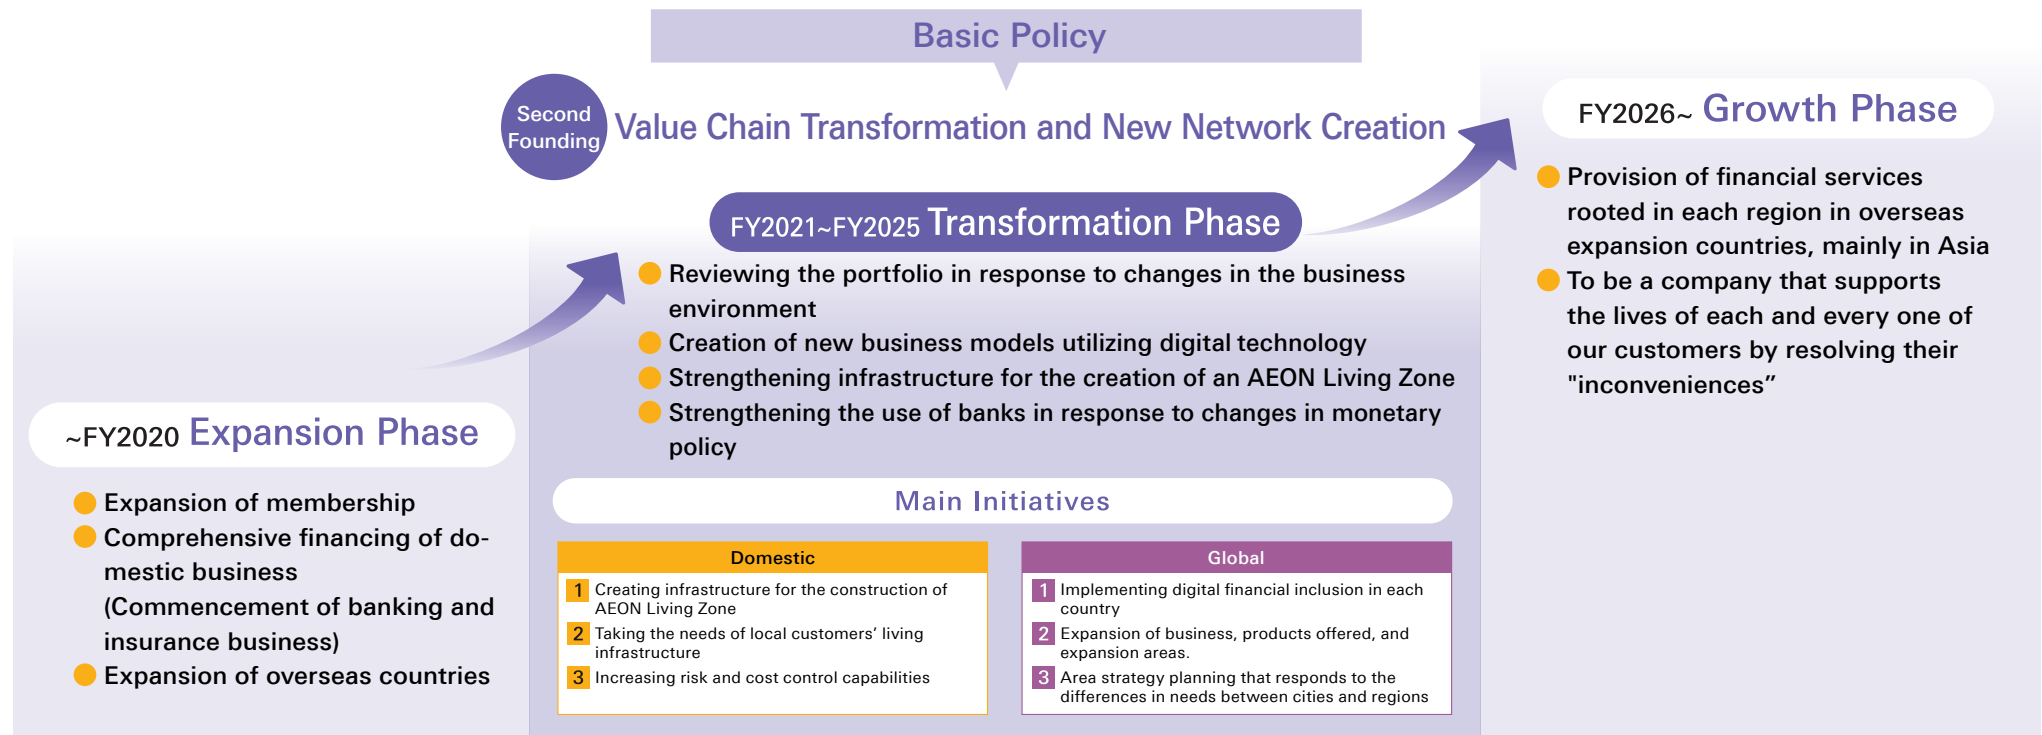 Basic Policy
Second
Founding
Value Chain Transformation and New Network Creation
~FY2020 Expansion Phase
Expansion of membership
Comprehensive financing of do-
mestic business
(Commencement of banking and
insurance business)
Expansion of overseas countries
FY2021~FY2025 Transformation Phase
Reviewing the portfolio in response to changes in the business
environment
Creation of new business models utilizing digital technology
Strengthening infrastructure for the creation of an AEON Living Zone
Strengthening the use of banks in response to changes in monetary
policy
Main Initiatives
Domestic
1 Creating infrastructure for the construction of
AEON Living Zone
2 Taking the needs of local customers’ living
infrastructure
3 Increasing risk and cost control capabilities
Global
1 Implementing digital financial inclusion in each
country
2 Expansion of business, products offered, and
expansion areas.
3 Area strategy planning that responds to the
differences in needs between cities and regions
FY2026~ Growth Phase
Provision of financial services
rooted in each region in overseas
expansion countries, mainly in Asia
To be a company that supports
the lives of each and every one of
our customers by resolving their
"inconveniences”